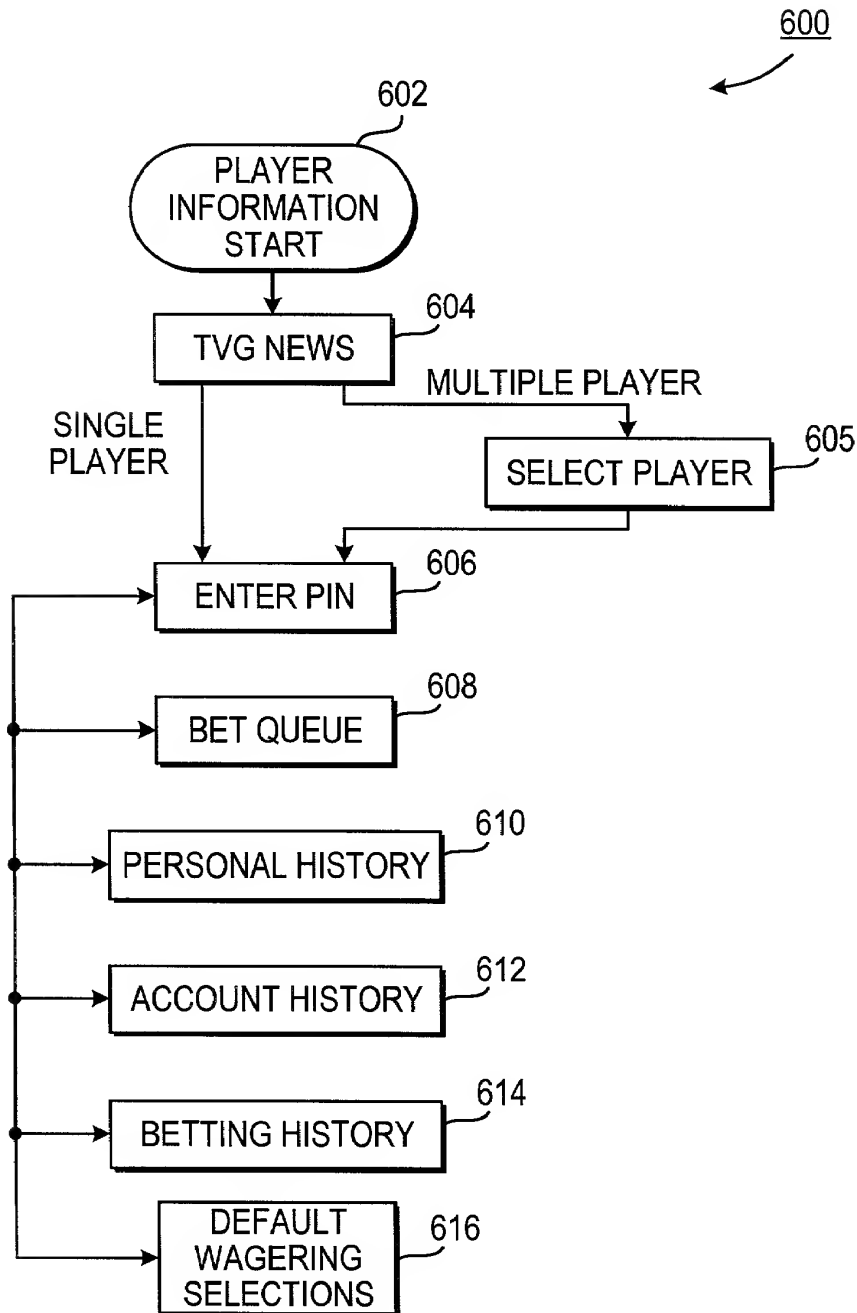 600
602
PLAYER
INFORMATION
START
604
TVG NEWS
MULTIPLE PLAYER
SINGLE
PLAYER
605
SELECT PLAYER
606
ENTER PIN
608
BET QUEUE
610
PERSONAL HISTORY
612
ACCOUNT HISTORY
614
BETTING HISTORY
616
DEFAULT
WAGERING
SELECTIONS